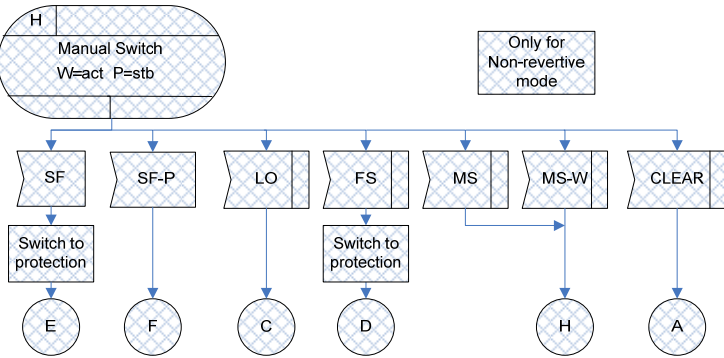 H
Manual Switch
W=act P=stb
Only for
Non-revertive
mode
SF
SF-P
LO
FS
MS
MS-W
CLEAR
Switch to
protection
Switch to
protection
E
F
C
D
H
A